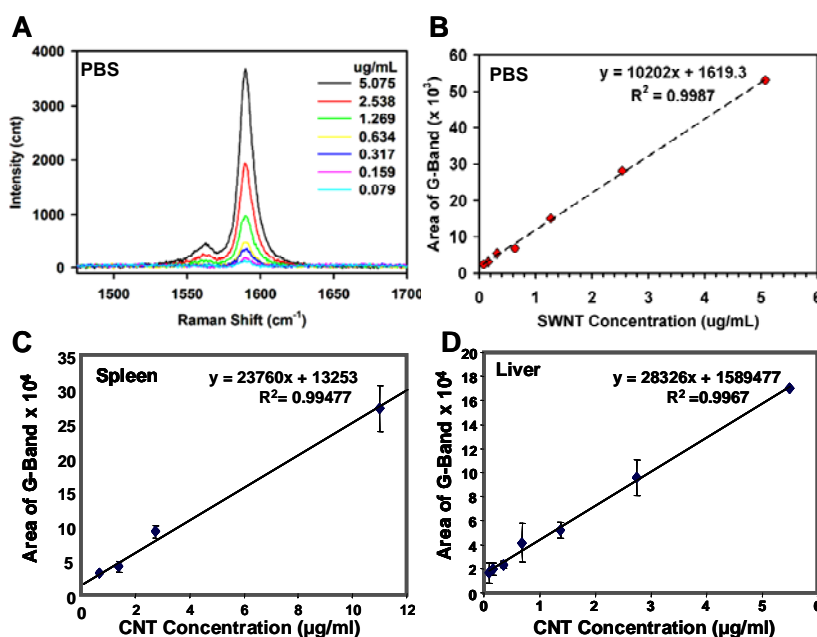 A
PBS
ug/mL
5.075
2.538
1.269
0.634
0.317
0.159
0.079
4000
3000
2000
1000
0
Intensity (cnt)
1500 1550 1600 1650 1700
Raman Shift (cm⁻¹)
B
PBS
y = 10202x + 1619.3
R² = 0.9987
60
50
40
30
20
10
0
Area of G-Band (x 10³)
0 1 2 3 4 5 6
SWNT Concentration (ug/mL)
C
Spleen
y = 23760x + 13253
R²= 0.99477
35
30
25
20
15
10
5
0
Area of G-Band x 10⁴
0 2 4 6 8 10 12
CNT Concentration (µg/ml)
D
Liver
y = 28326x + 1589477
R²=0.9967
20
18
16
14
12
10
8
6
4
2
0
Area of G-Band x 10⁴
0 1 2 3 4 5 6
CNT Concentration (µg/ml)